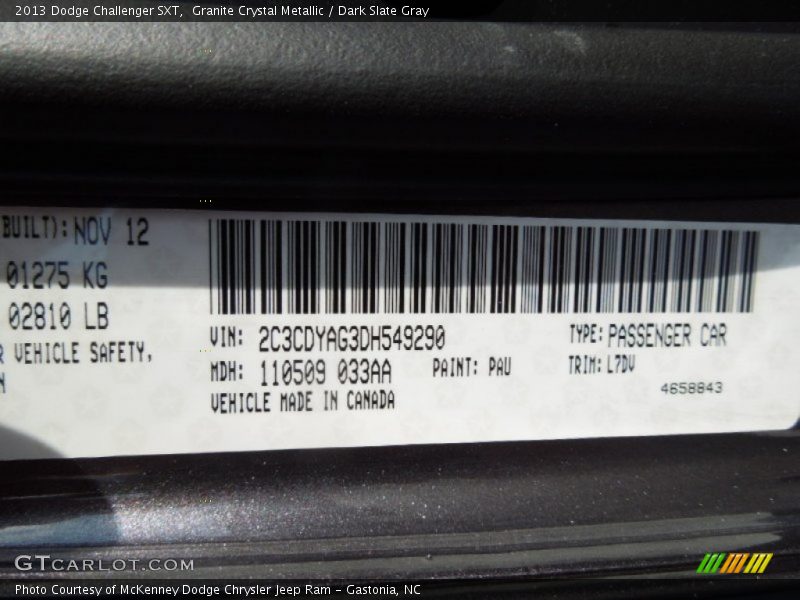 2013 Dodge Challenger SXT,  Granite Crystal Metallic / Dark Slate Gray
BUILT): NOV 12
01275 KG
02810 LB
R VEHICLE SAFETY,
N
VIN: 2C3CDYAG3DH549290
TYPE: PASSENGER CAR
MDH: 110509 033AA
PAINT: PAU
TRIM: L7DV
VEHICLE MADE IN CANADA
4658843
GTCARLOT.COM
Photo Courtesy of McKenney Dodge Chrysler Jeep Ram – Gastonia, NC